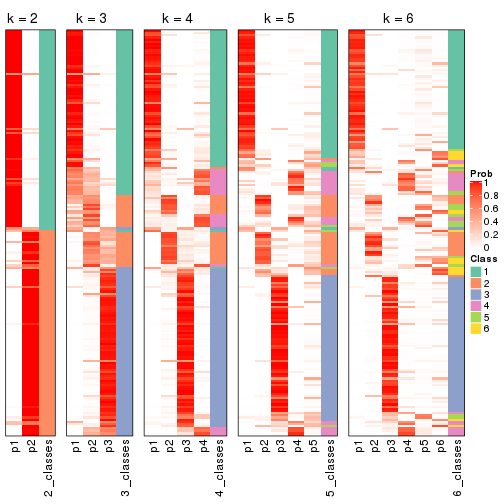 k = 2
k = 3
k = 4
k = 5
k = 6
p1
p2
2_classes
p1
p2
p3
3_classes
p1
p2
p3
p4
4_classes
p1
p2
p3
p4
p5
5_classes
p1
p2
p3
p4
p5
p6
6_classes
Prob
1
0.8
0.6
0.4
0.2
0
Class
1
2
3
4
5
6